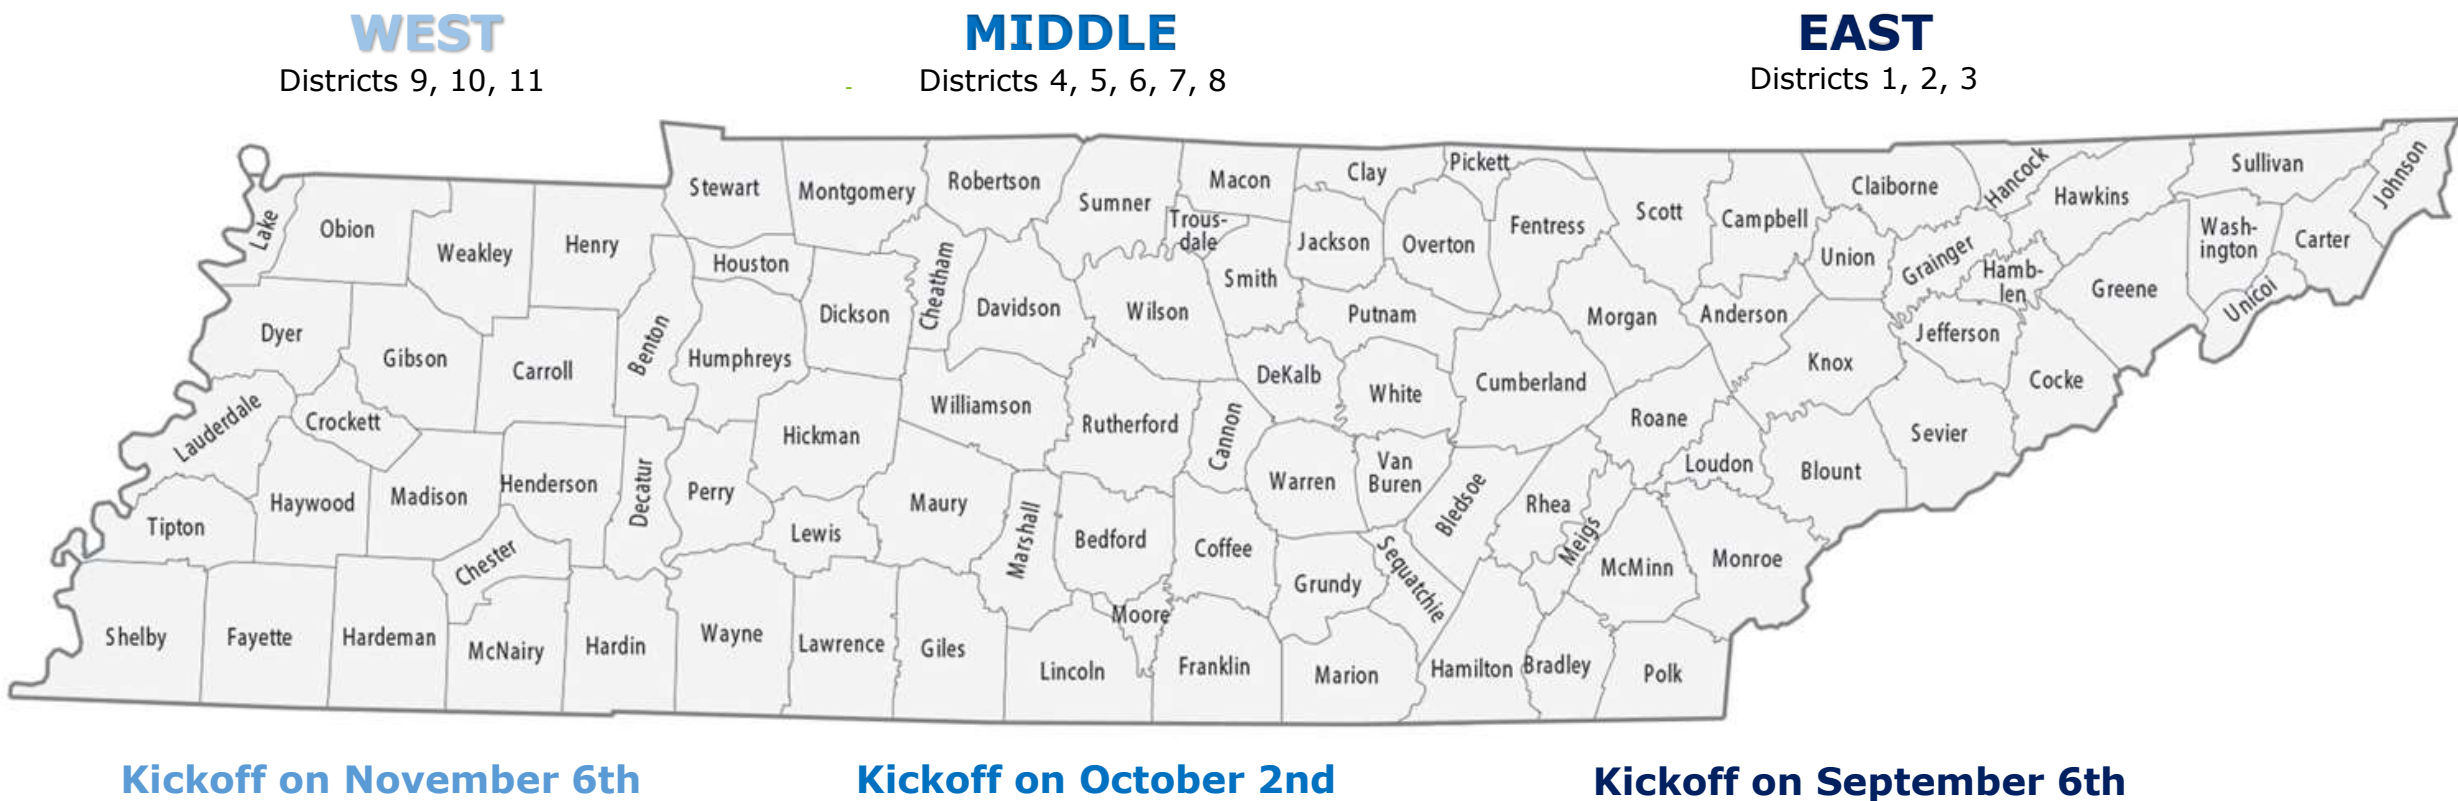 WEST
MIDDLE
EAST
Districts 9, 10, 11
Districts 4, 5, 6, 7, 8
Districts 1, 2, 3
Lake
Obion
Weakley
Henry
Stewart
Montgomery
Robertson
Sumner
Macon
Trous-
dale
Clay
Pickett
Fentress
Scott
Campbell
Claiborne
Hancock
Hawkins
Sullivan
Johnson
Houston
Dickson
Cheatham
Davidson
Wilson
Smith
Jackson
Overton
Putnam
Morgan
Anderson
Union
Grainger
Hamb-
len
Greene
Wash-
ington
Carter
Unicoi
Dyer
Gibson
Carroll
Benton
Humphreys
Williamson
Rutherford
Cannon
DeKalb
White
Cumberland
Roane
Knox
Jefferson
Cocke
Sevier
Lauderdale
Crockett
Hickman
Tipton
Haywood
Madison
Henderson
Decatur
Perry
Lewis
Maury
Marshall
Bedford
Coffee
Warren
Van
Buren
Bledsoe
Rhea
Meigs
Loudon
Blount
Monroe
McMinn
Chester
Grundy
Sequatchie
Moore
Shelby
Fayette
Hardeman
McNairy
Hardin
Wayne
Lawrence
Giles
Lincoln
Franklin
Marion
Hamilton
Bradley
Polk
Kickoff on November 6th
Kickoff on October 2nd
Kickoff on September 6th